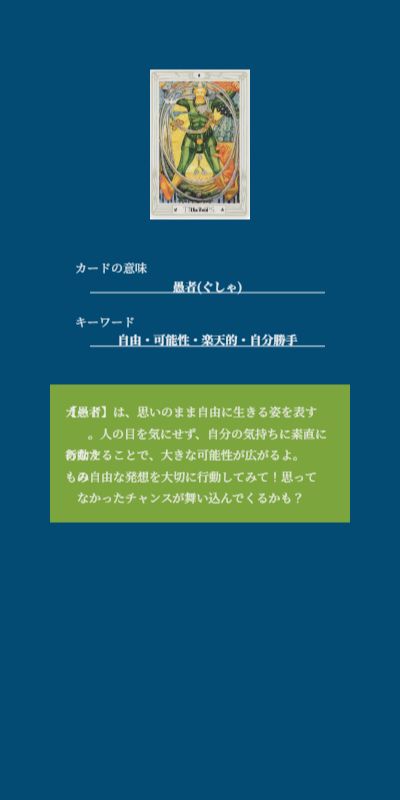 The Fool
カードの意味
愚者(ぐしゃ)
キーワード
自由・可能性・楽天的・自分勝手
【愚者】は、思いのまま自由に生きる姿を表す
。人の目を気にせず、自分の気持ちに素直に
することで、大きな可能性が広がるよ。
自由な発想を大切に行動してみて！思って
なかったチャンスが舞い込んでくるかも？